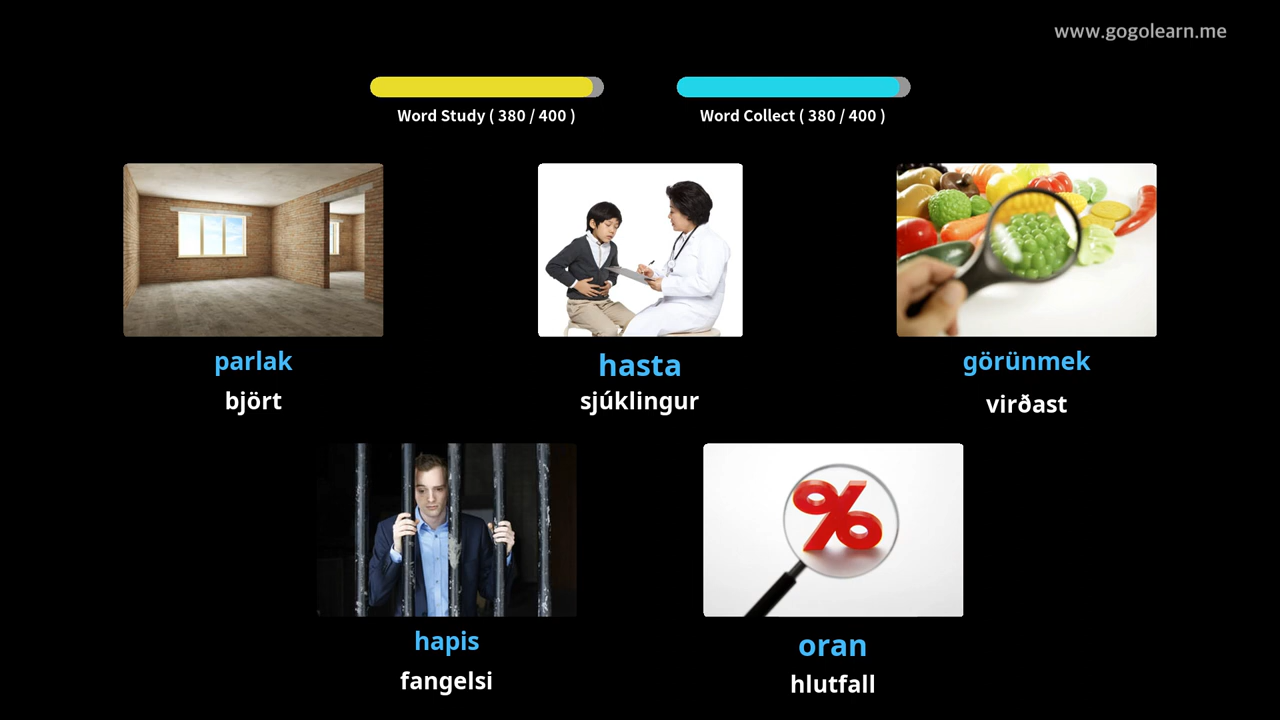 www.gogolearn.me
Word Study ( 380 / 400 )
Word Collect ( 380 / 400 )
parlak
björt
hasta
sjúklingur
görünmek
virðast
hapis
fangelsi
%
oran
hlutfall